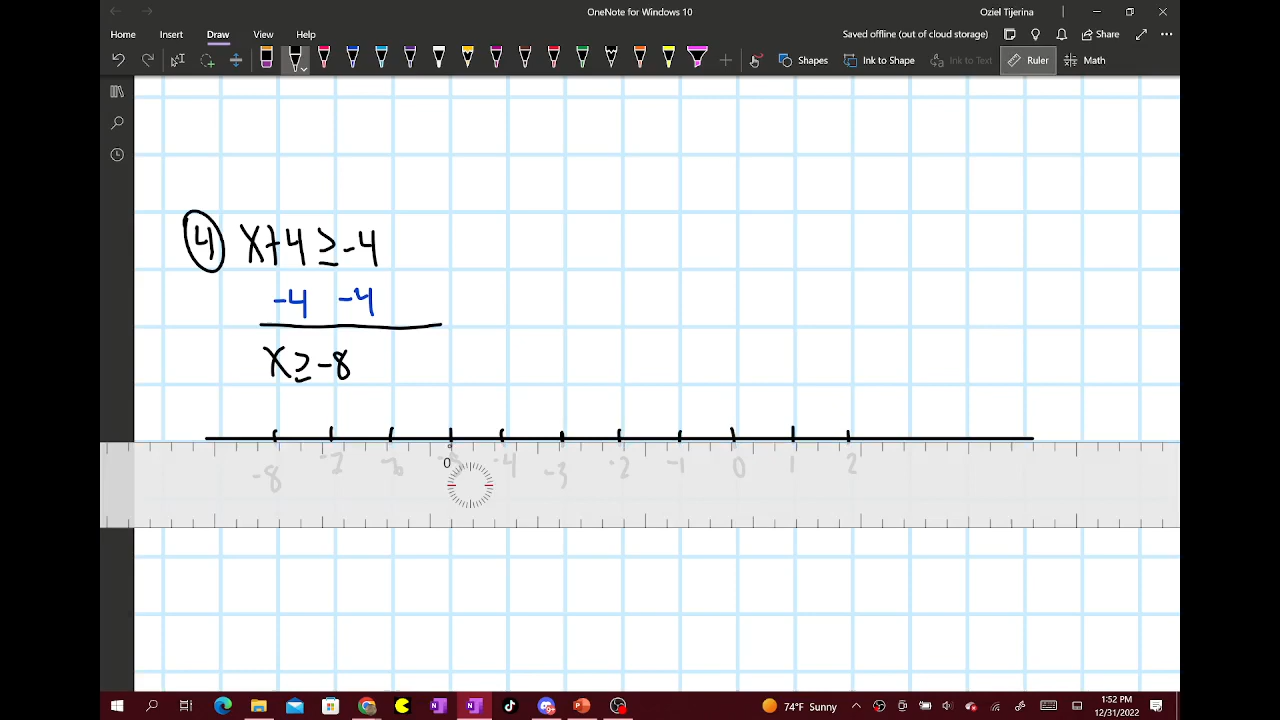 OneNote for Windows 10
Oziel Tijerina
Home Insert Draw View Help
Saved offline (out of cloud storage)
Share
Shapes
Ink to Shape
Ink to Text
Ruler
Math
④ x+4 ≥ -4
-4 -4
x ≥ -8
0
-8 -7 -6 -5 -4 -3 -2 -1 0 1 2
74°F Sunny
1:52 PM
12/31/2022